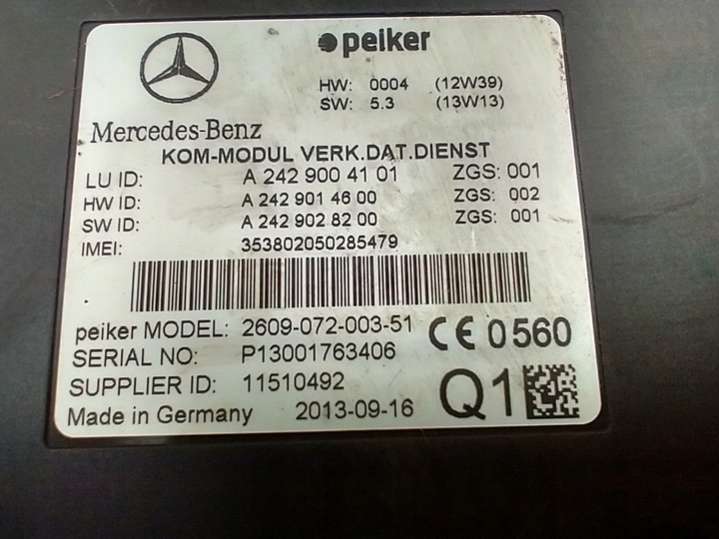 peiker
HW: 0004 (12W39)
SW: 5.3 (13W13)
Mercedes-Benz
KOM-MODUL VERK.DAT.DIENST
LU ID: A 242 900 41 01 ZGS: 001
HW ID: A 242 901 46 00 ZGS: 002
SW ID: A 242 902 82 00 ZGS: 001
IMEI: 353802050285479
peiker MODEL: 2609-072-003-51 CE 0560
SERIAL NO: P13001763406
SUPPLIER ID: 11510492 Q1
Made in Germany 2013-09-16